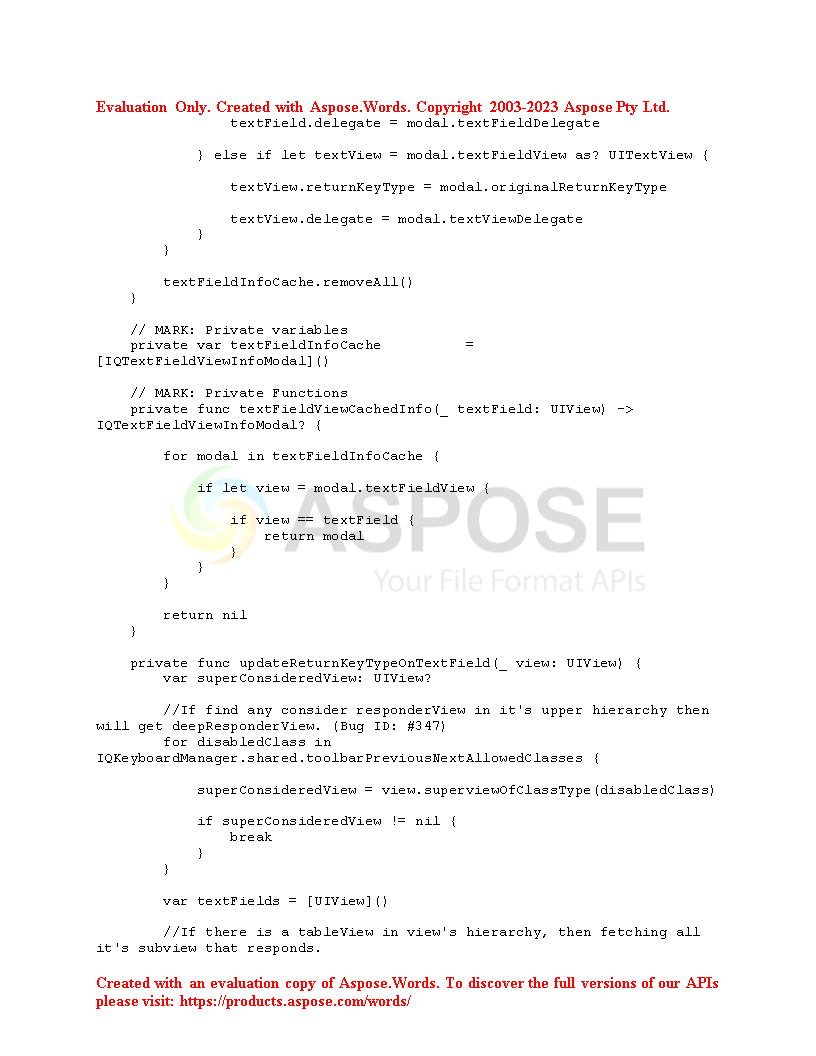 Evaluation Only. Created with Aspose.Words. Copyright 2003-2023 Aspose Pty Ltd.
                textField.delegate = modal.textFieldDelegate
            } else if let textView = modal.textFieldView as? UITextView {
                textView.returnKeyType = modal.originalReturnKeyType
                textView.delegate = modal.textViewDelegate
            }
        }
        textFieldInfoCache.removeAll()
    }
    // MARK: Private variables
    private var textFieldInfoCache          =
[IQTextFieldViewInfoModal]()
    // MARK: Private Functions
    private func textFieldViewCachedInfo(_ textField: UIView) ->
IQTextFieldViewInfoModal? {
        for modal in textFieldInfoCache {
            if let view = modal.textFieldView {
                if view == textField {
                    return modal
                }
            }
        }
        return nil
    }
    private func updateReturnKeyTypeOnTextField(_ view: UIView) {
        var superConsideredView: UIView?
        //If find any consider responderView in it's upper hierarchy then
will get deepResponderView. (Bug ID: #347)
        for disabledClass in
IQKeyboardManager.shared.toolbarPreviousNextAllowedClasses {
            superConsideredView = view.superviewOfClassType(disabledClass)
            if superConsideredView != nil {
                break
            }
        }
        var textFields = [UIView]()
        //If there is a tableView in view's hierarchy, then fetching all
it's subview that responds.
ASPOSE
Your File Format APIs
Created with an evaluation copy of Aspose.Words. To discover the full versions of our APIs
please visit: https://products.aspose.com/words/